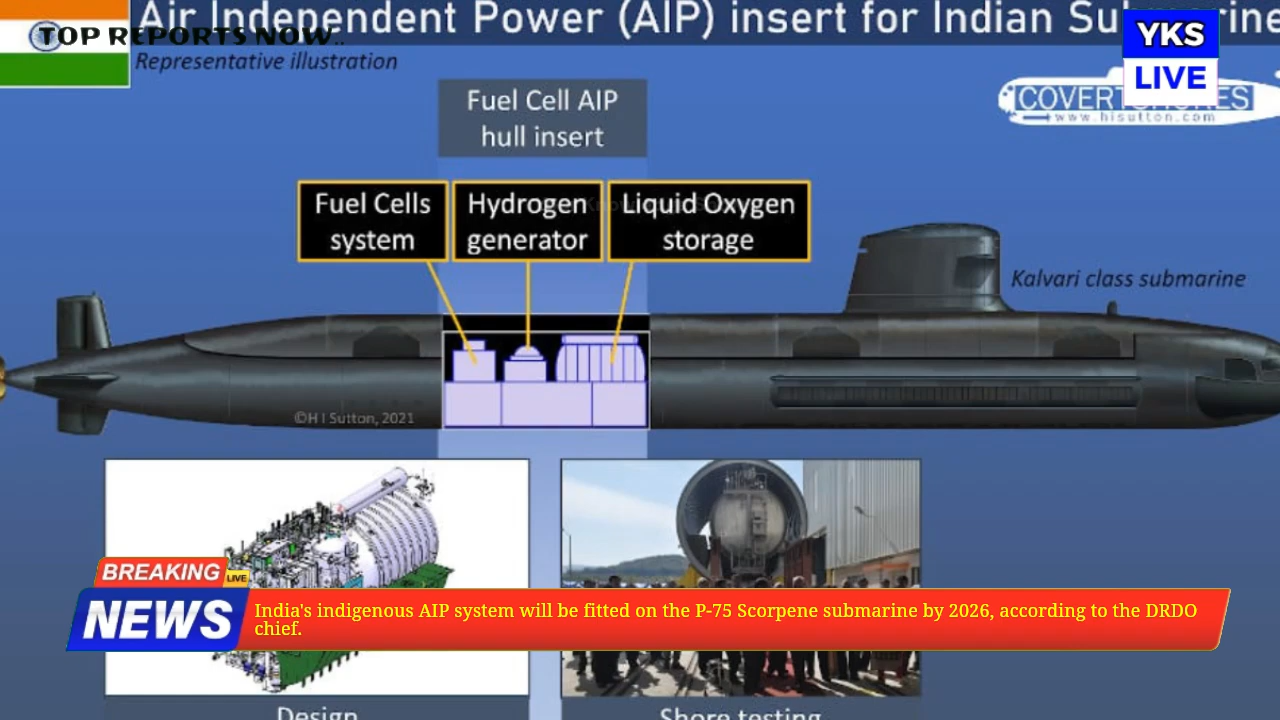 Air Independent Power (AIP) insert for Indian Su
TOP REPORTS NOW..
YKS
LIVE
Representative illustration
COVERT SHORES
www.hisutton.com
Fuel Cell AIP
hull insert
Fuel Cells
system
Hydrogen
generator
Liquid Oxygen
storage
Kalvari class submarine
©H I Sutton, 2021
BREAKING
LIVE
NEWS
India's indigenous AIP system will be fitted on the P-75 Scorpene submarine by 2026, according to the DRDO
chief.
Design
Shore testing